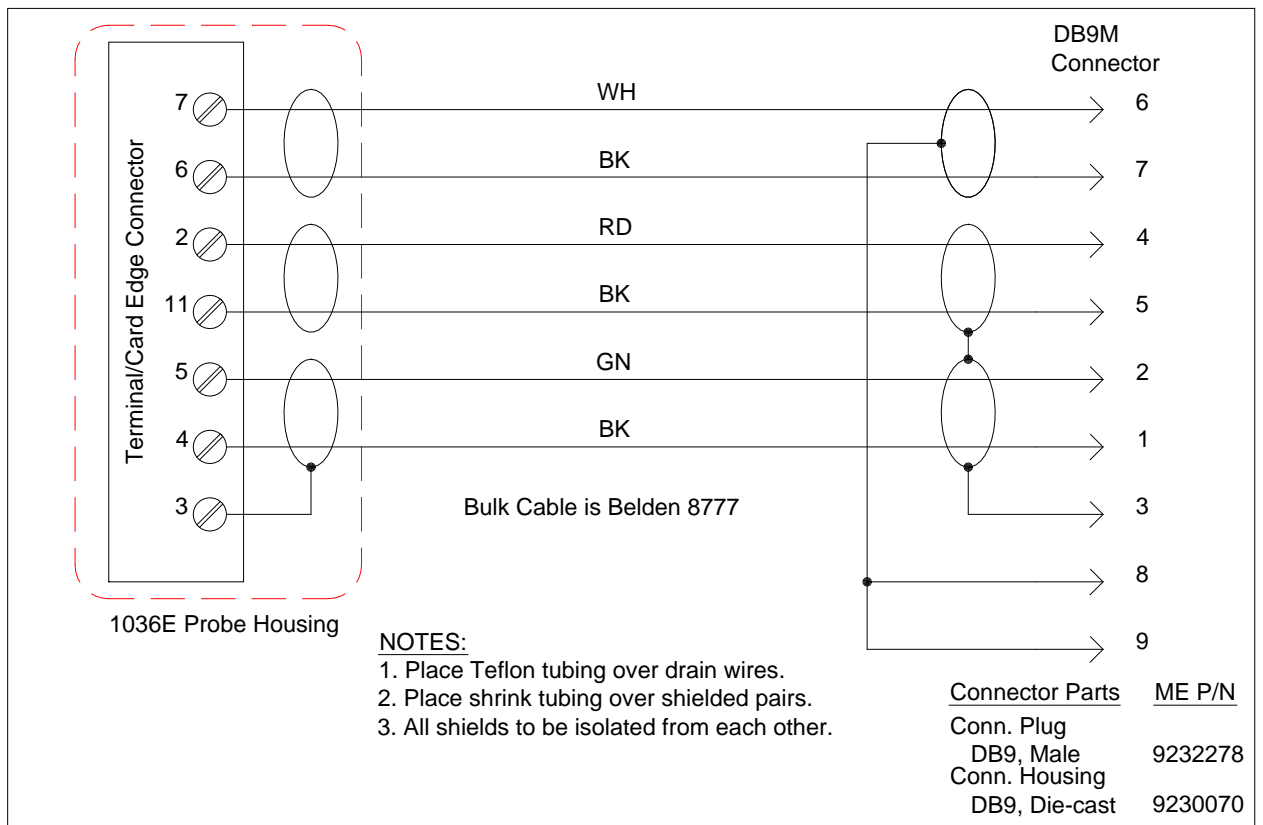 DB9M
Connector
Terminal/Card Edge Connector
7 WH 6
6 BK 7
2 RD 4
11 BK 5
5 GN 2
4 BK 1
3 Bulk Cable is Belden 8777 3
8
9
1036E Probe Housing
NOTES:
1. Place Teflon tubing over drain wires.
2. Place shrink tubing over shielded pairs.
3. All shields to be isolated from each other.
Connector Parts ME P/N
Conn. Plug
DB9, Male 9232278
Conn. Housing
DB9, Die-cast 9230070